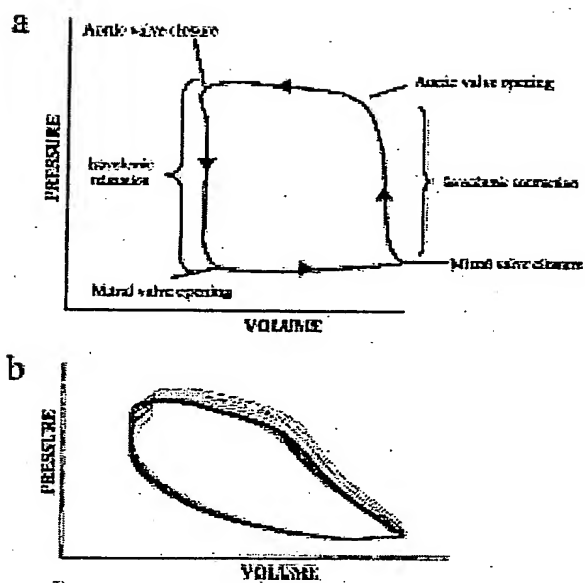 a
Aortic valve closure
Aortic valve opening
PRESSURE
Isovolumic
relaxation
Isovolumic contraction
Mitral valve closure
Mitral valve opening
VOLUME
b
PRESSURE
VOLUME